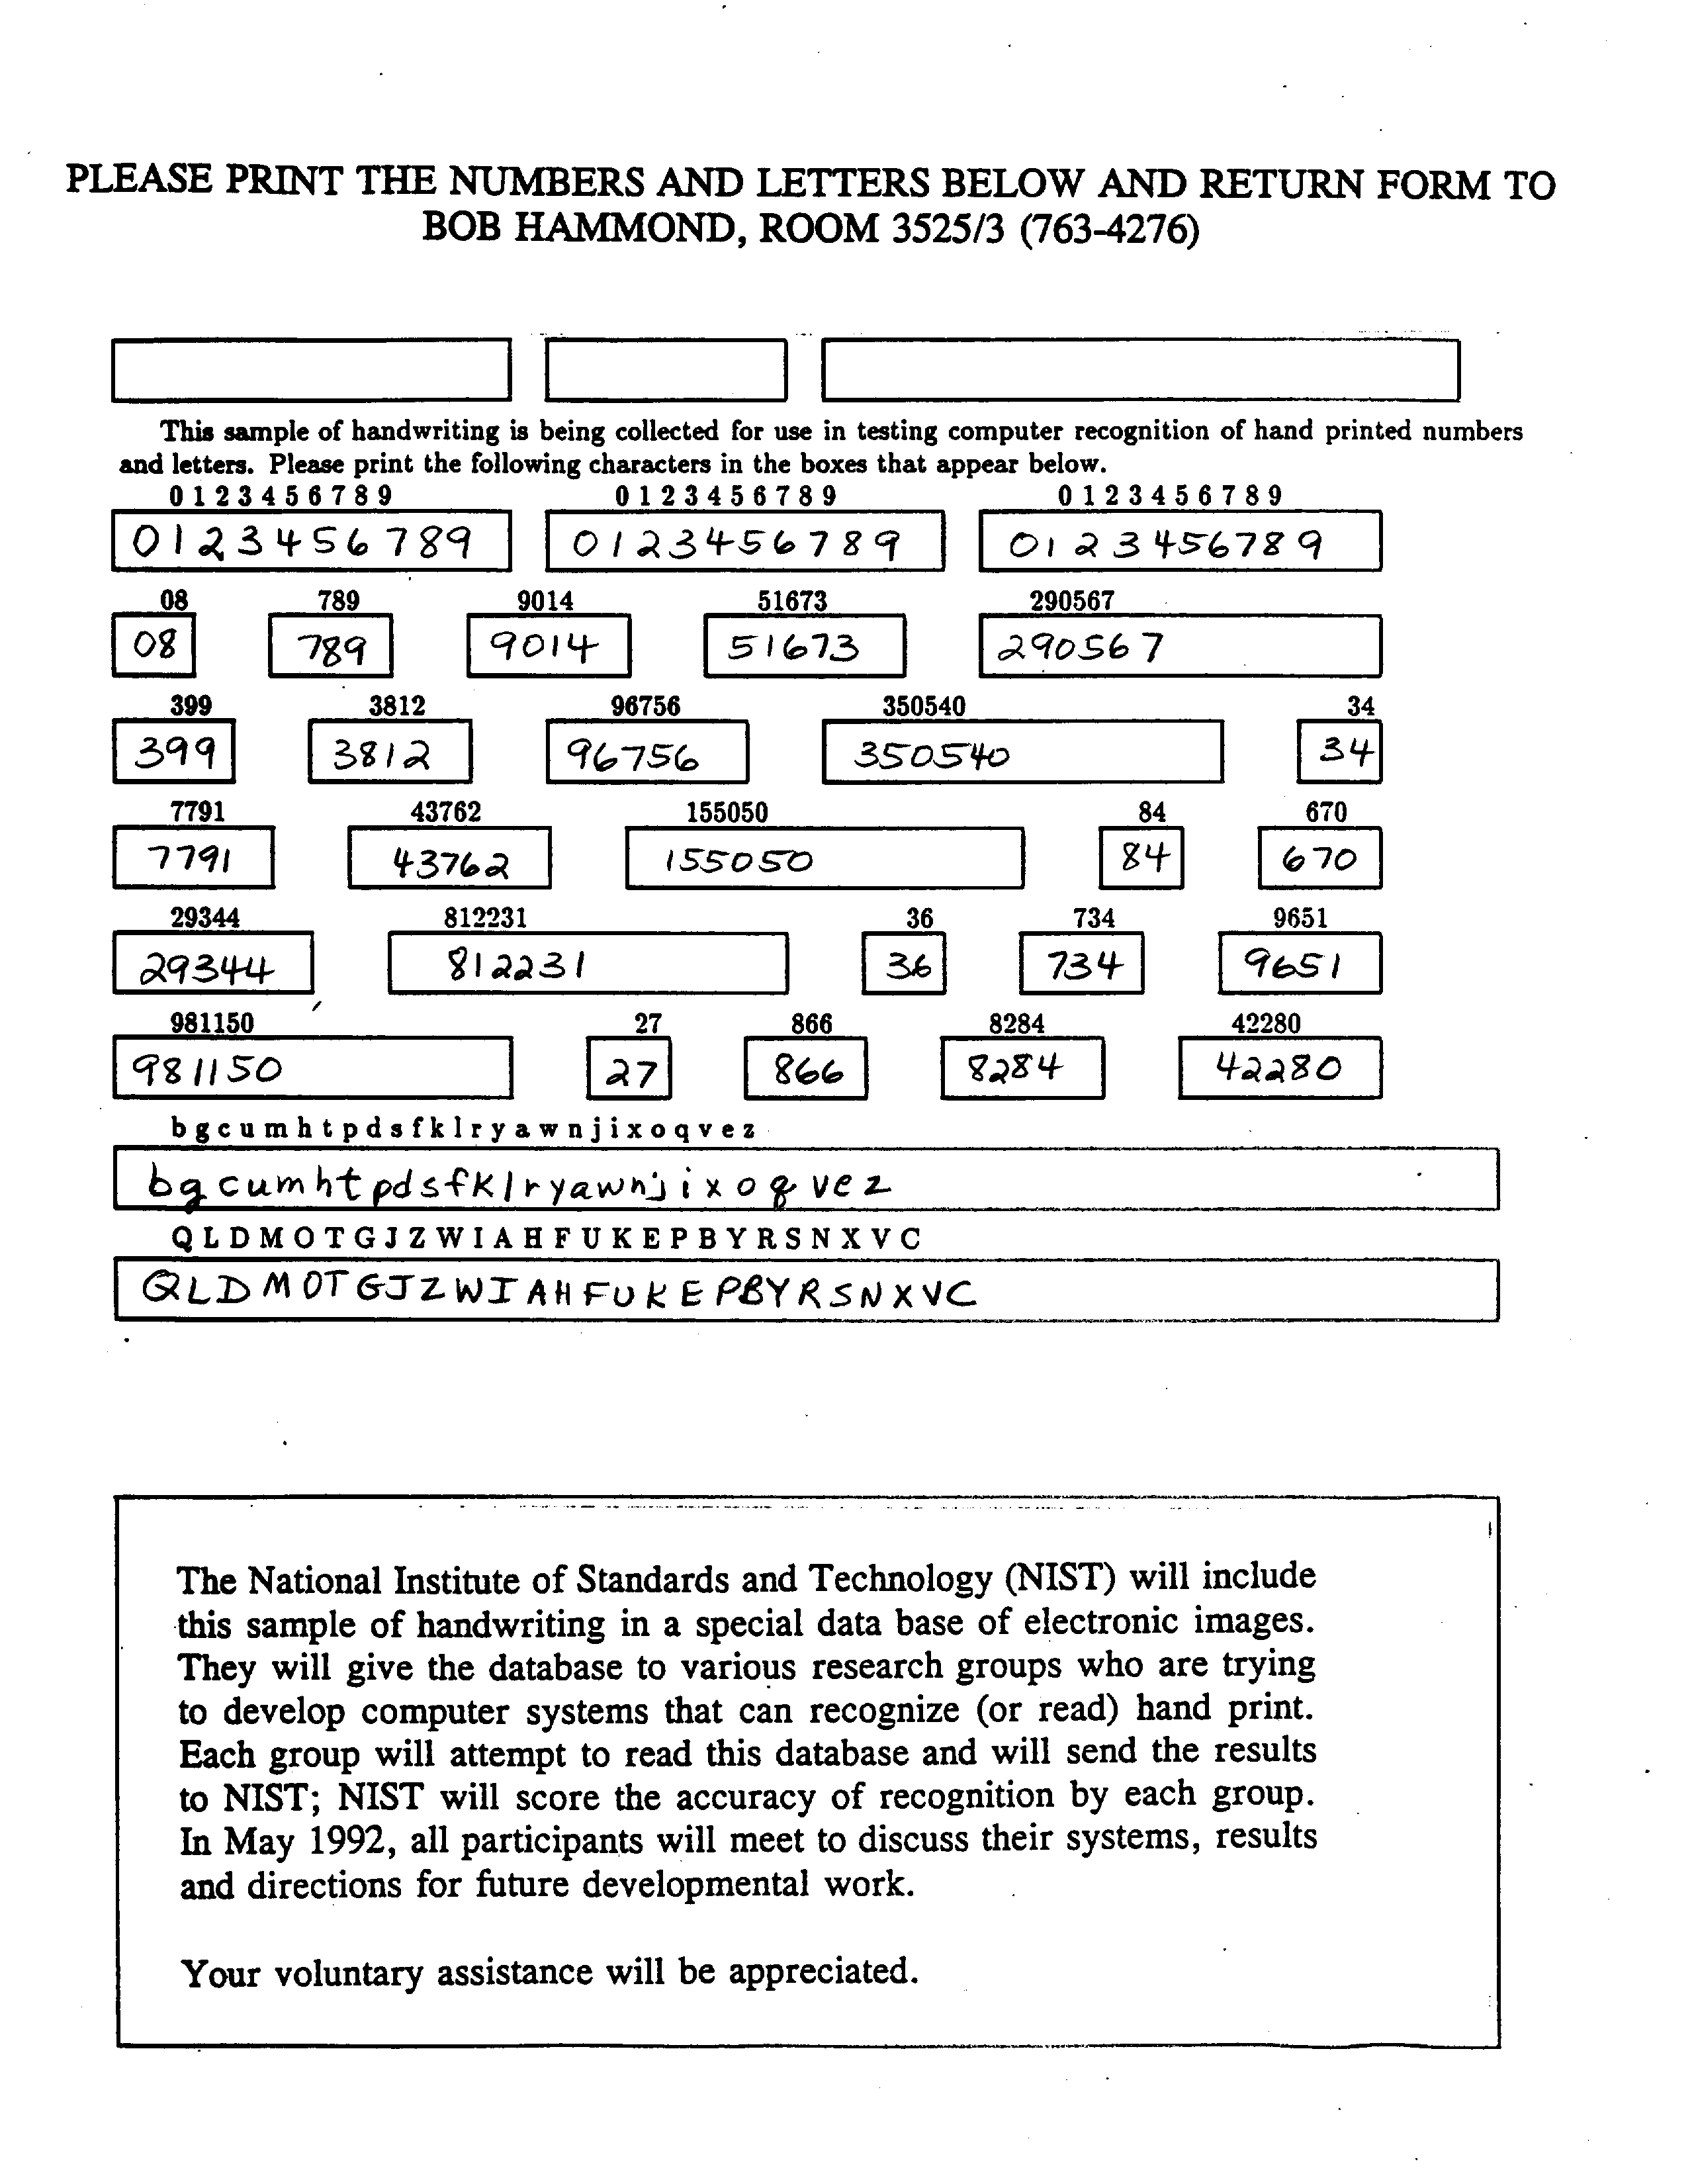 PLEASE PRINT THE NUMBERS AND LETTERS BELOW AND RETURN FORM TO
BOB HAMMOND, ROOM 3525/3 (763-4276)
This sample of handwriting is being collected for use in testing computer recognition of hand printed numbers
and letters. Please print the following characters in the boxes that appear below.
0 1 2 3 4 5 6 7 8 9 0 1 2 3 4 5 6 7 8 9 0 1 2 3 4 5 6 7 8 9
0123456789 0123456789 0123456789
08 789 9014 51673 290567
08 789 9014 51673 290567
399 3812 96756 350540 34
399 3812 96756 350540 34
7791 43762 155050 84 670
7791 43762 155050 84 670
29344 812231 36 734 9651
29344 812231 36 734 9651
981150 27 866 8284 42280
981150 27 866 8284 42280
b g c u m h t p d s f k l r y a w n j i x o q v e z
bgcumhtpdsfklryawnjixoqvez
Q L D M O T G J Z W I A H F U K E P B Y R S N X V C
QLDMOTGJZWIAHFUKEPBYRSNXVC
The National Institute of Standards and Technology (NIST) will include
this sample of handwriting in a special data base of electronic images.
They will give the database to various research groups who are trying
to develop computer systems that can recognize (or read) hand print.
Each group will attempt to read this database and will send the results
to NIST; NIST will score the accuracy of recognition by each group.
In May 1992, all participants will meet to discuss their systems, results
and directions for future developmental work.
Your voluntary assistance will be appreciated.